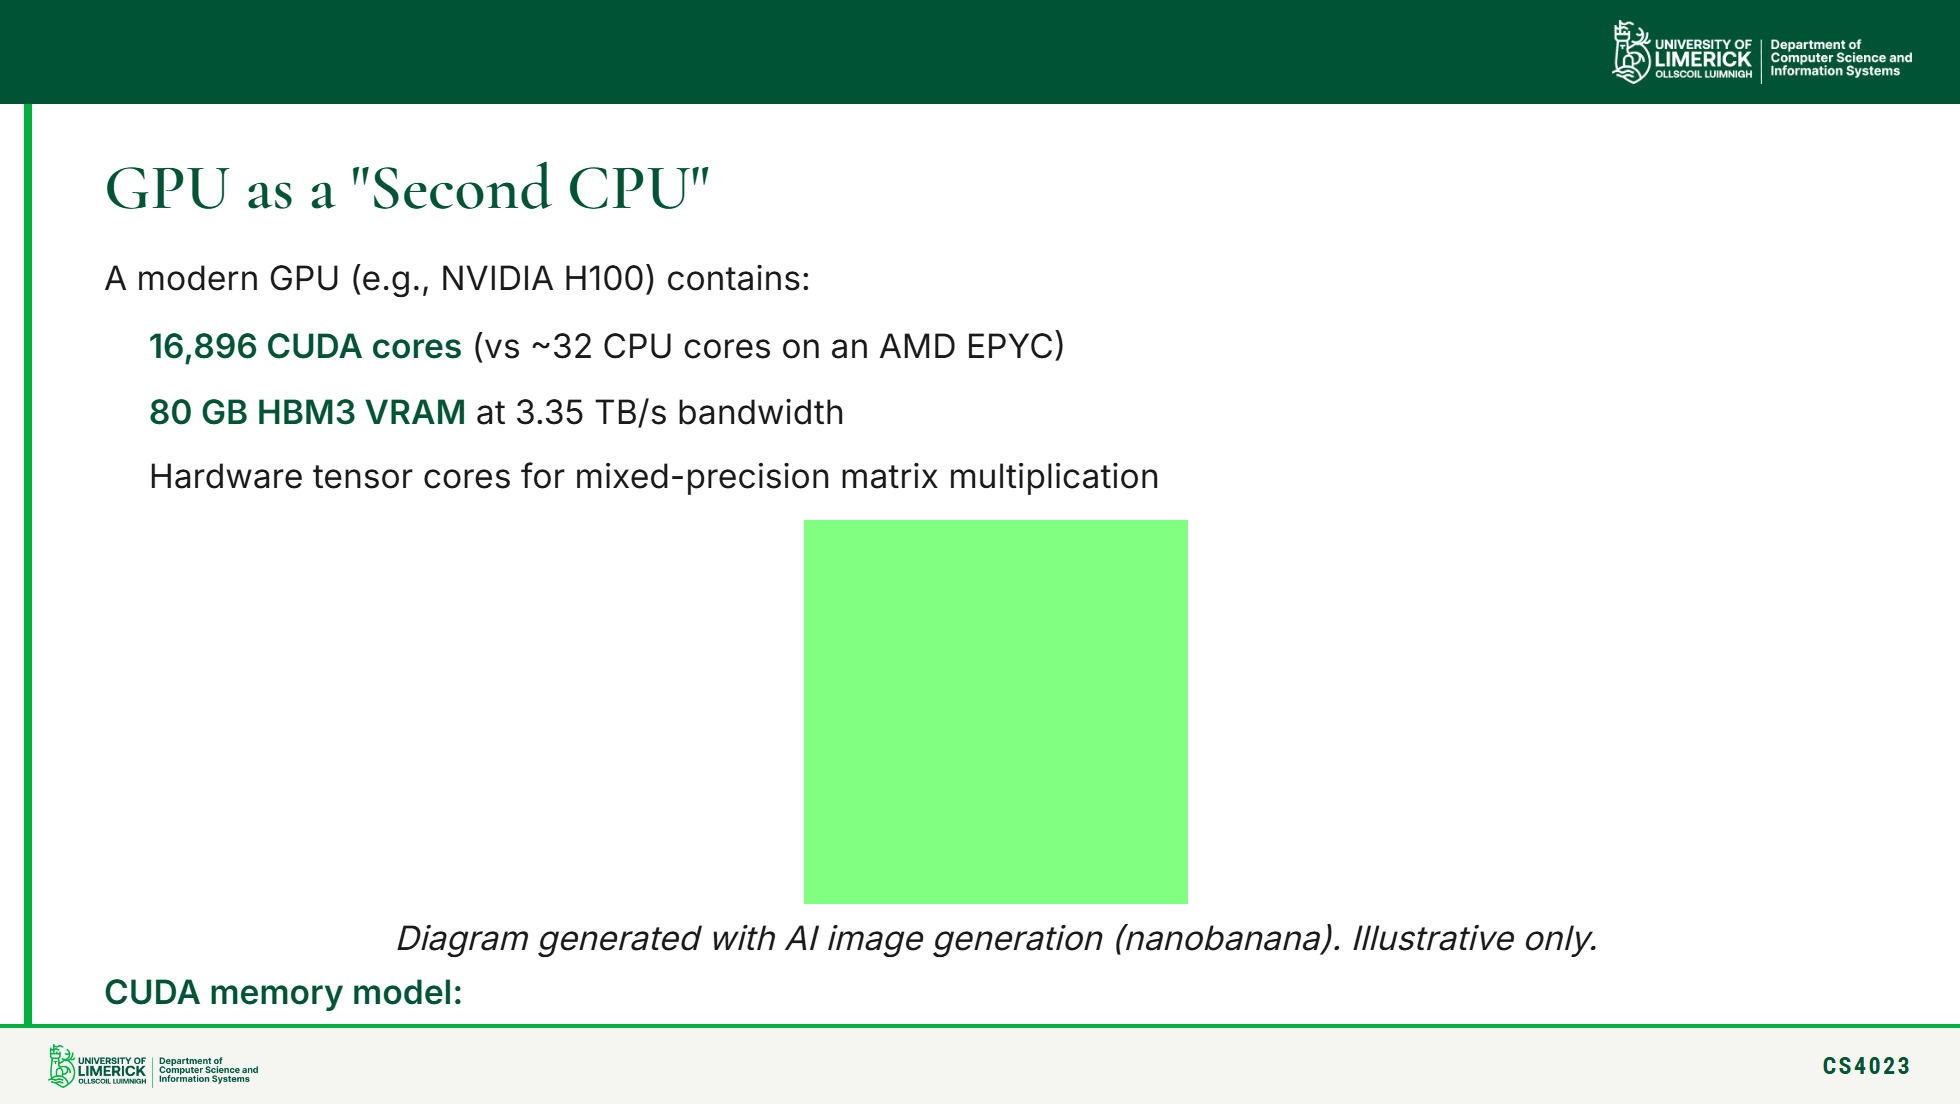 UNIVERSITY OF
LIMERICK
OLLSCOIL LUIMNIGH
Department of
Computer Science and
Information Systems
GPU as a "Second CPU"
A modern GPU (e.g., NVIDIA H100) contains:
16,896 CUDA cores (vs ~32 CPU cores on an AMD EPYC)
80 GB HBM3 VRAM at 3.35 TB/s bandwidth
Hardware tensor cores for mixed-precision matrix multiplication
Diagram generated with AI image generation (nanobanana). Illustrative only.
CUDA memory model:
UNIVERSITY OF
LIMERICK
OLLSCOIL LUIMNIGH
Department of
Computer Science and
Information Systems
CS4023